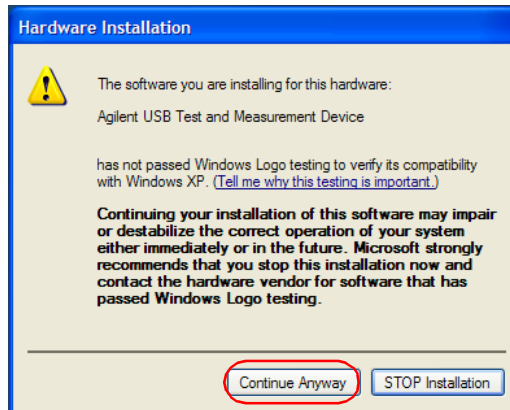 Hardware Installation
The software you are installing for this hardware:
Agilent USB Test and Measurement Device
has not passed Windows Logo testing to verify its compatibility
with Windows XP. (Tell me why this testing is important.)
Continuing your installation of this software may impair
or destabilize the correct operation of your system
either immediately or in the future. Microsoft strongly
recommends that you stop this installation now and
contact the hardware vendor for software that has
passed Windows Logo testing.
Continue Anyway
STOP Installation